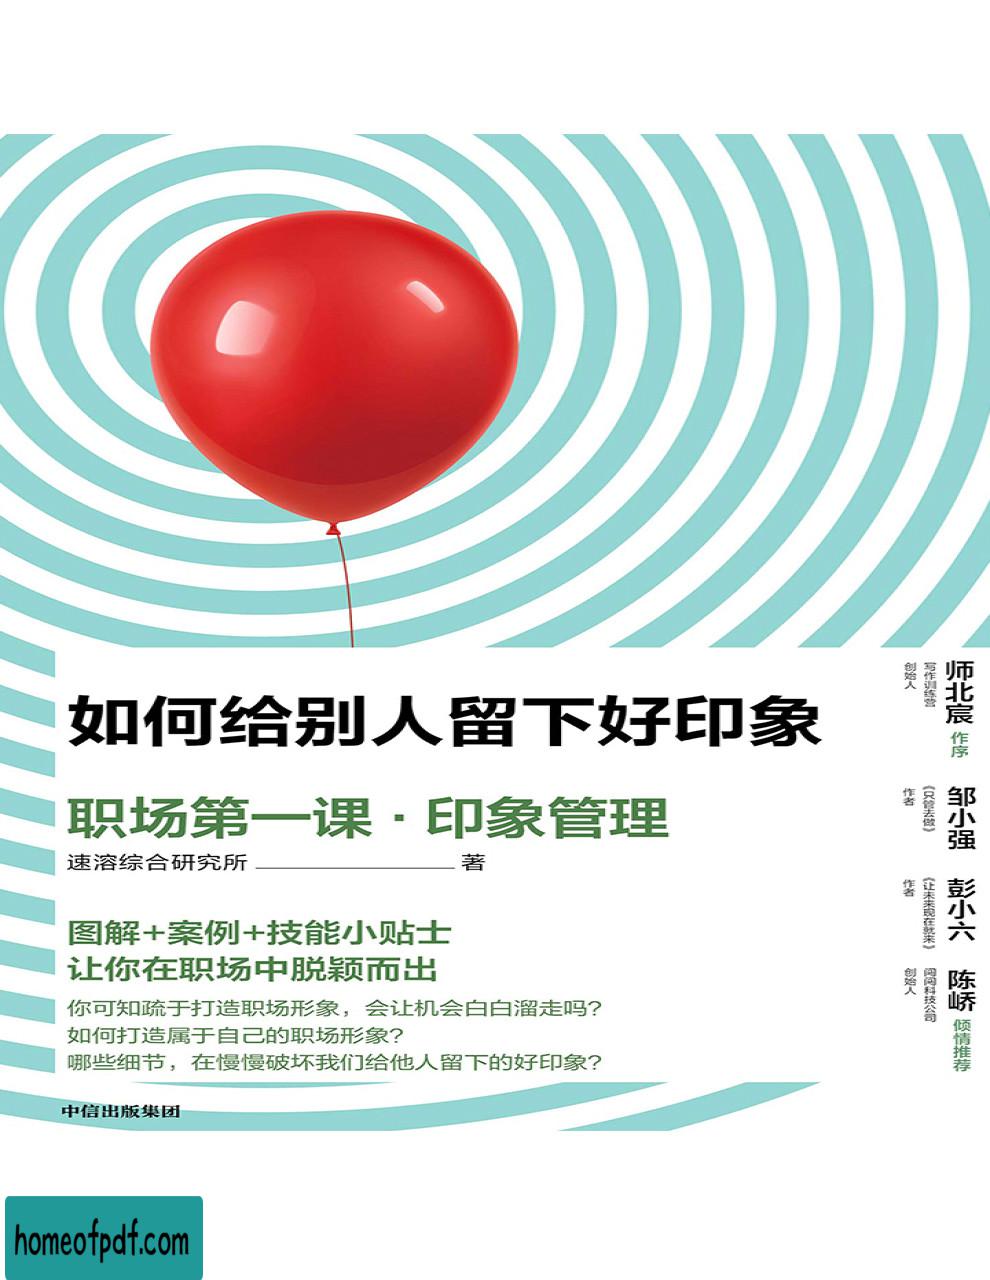 如何给别人留下好印象
职场第一课·印象管理
速溶综合研究所 著
图解+案例+技能小贴士
让你在职场中脱颖而出
你可知疏于打造职场形象，会让机会白白溜走吗？
如何打造属于自己的职场形象？
哪些细节，在慢慢破坏我们给他人留下的好印象？
中信出版集团
师北宸 作序
写作训练营
创始人
邹小强
《只管去做》
作者
彭小六
《让未来现在就来》
作者
陈峤 倾情推荐
闷闷科技公司
创始人
homeofpdf.com